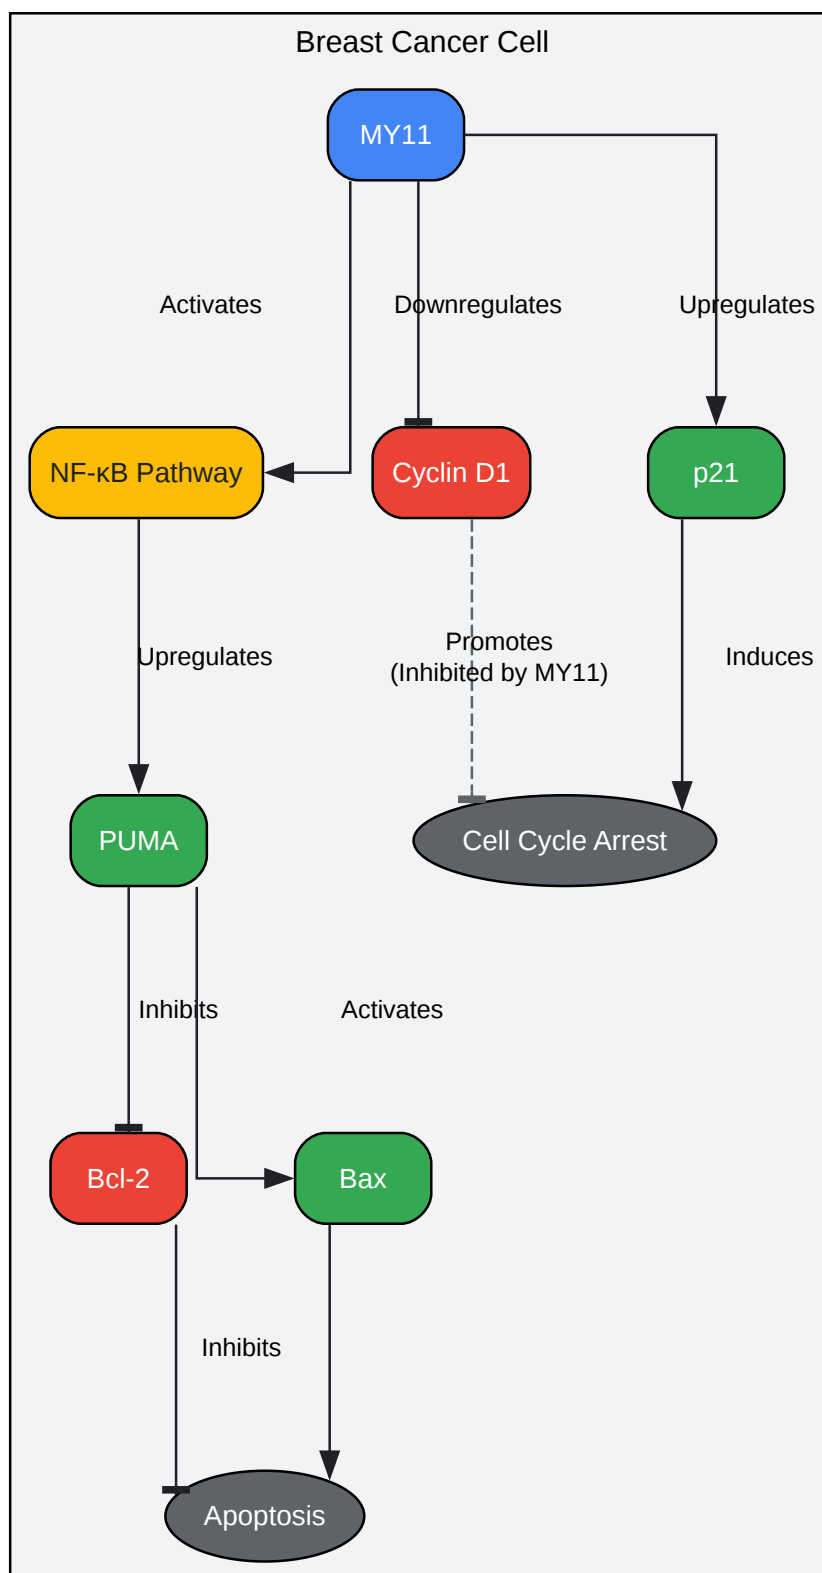 Breast Cancer Cell
MY11
Activates
Downregulates
Upregulates
NF-κB Pathway
Cyclin D1
p21
Upregulates
Promotes
(Inhibited by MY11)
Induces
PUMA
Cell Cycle Arrest
Inhibits
Activates
Bcl-2
Bax
Inhibits
Apoptosis